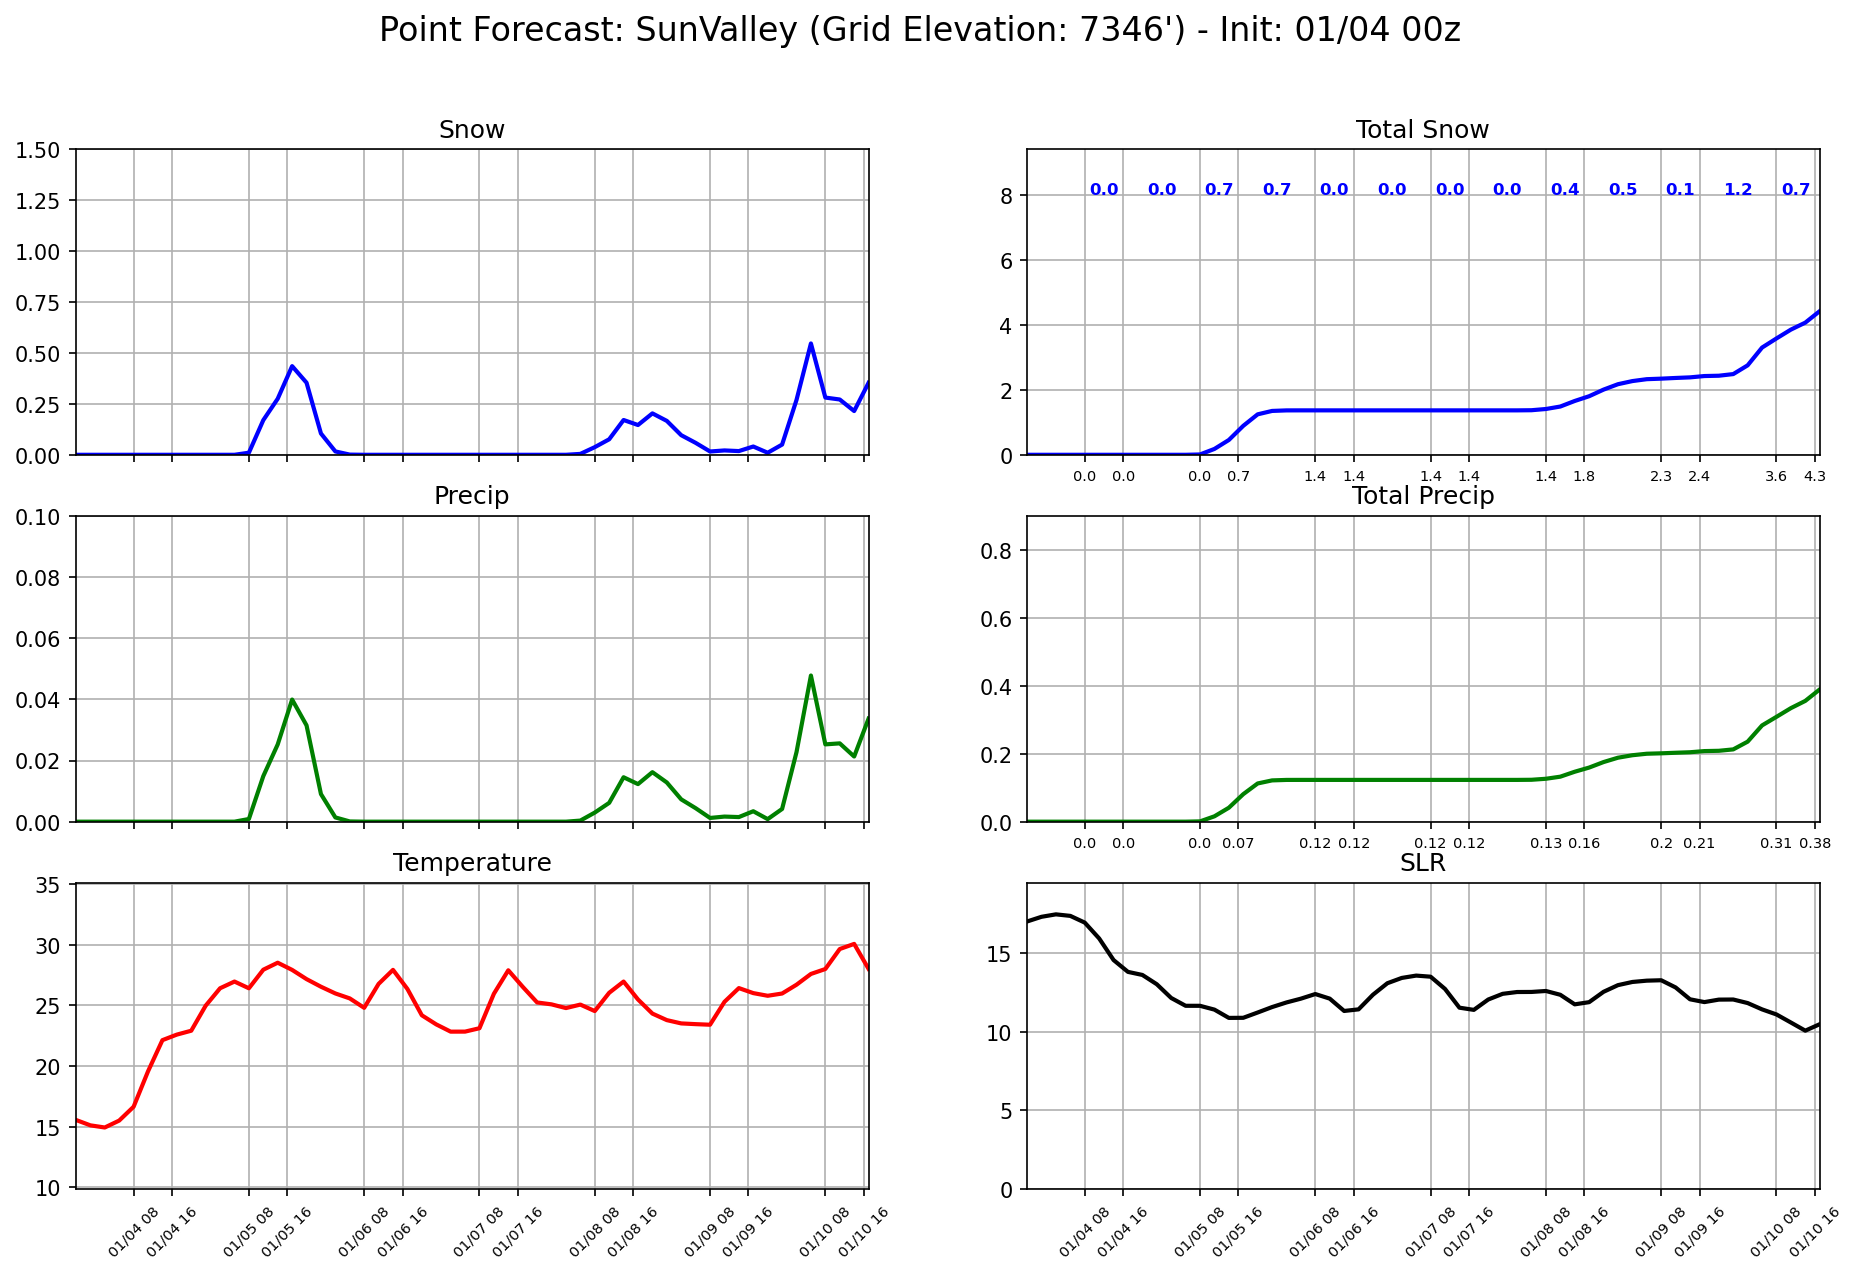 Point Forecast: SunValley (Grid Elevation: 7346') - Init: 01/04 00z
Snow
1.50
1.25
1.00
0.75
0.50
0.25
0.00
Total Snow
0.0 0.0 0.7 0.7 0.0 0.0 0.0 0.0 0.4 0.5 0.1 1.2 0.7
8
6
4
2
0
0.0 0.0 0.0 0.7 1.4 1.4 1.4 1.4 1.4 1.8 2.3 2.4 3.6 4.3
Precip
0.10
0.08
0.06
0.04
0.02
0.00
Total Precip
0.8
0.6
0.4
0.2
0.0
0.0 0.0 0.0 0.07 0.12 0.12 0.12 0.12 0.13 0.16 0.2 0.21 0.31 0.38
Temperature
35
30
25
20
15
10
01/04 08 01/04 16 01/05 08 01/05 16 01/06 08 01/06 16 01/07 08 01/07 16 01/08 08 01/08 16 01/09 08 01/09 16 01/10 08 01/10 16
SLR
15
10
5
0
01/04 08 01/04 16 01/05 08 01/05 16 01/06 08 01/06 16 01/07 08 01/07 16 01/08 08 01/08 16 01/09 08 01/09 16 01/10 08 01/10 16